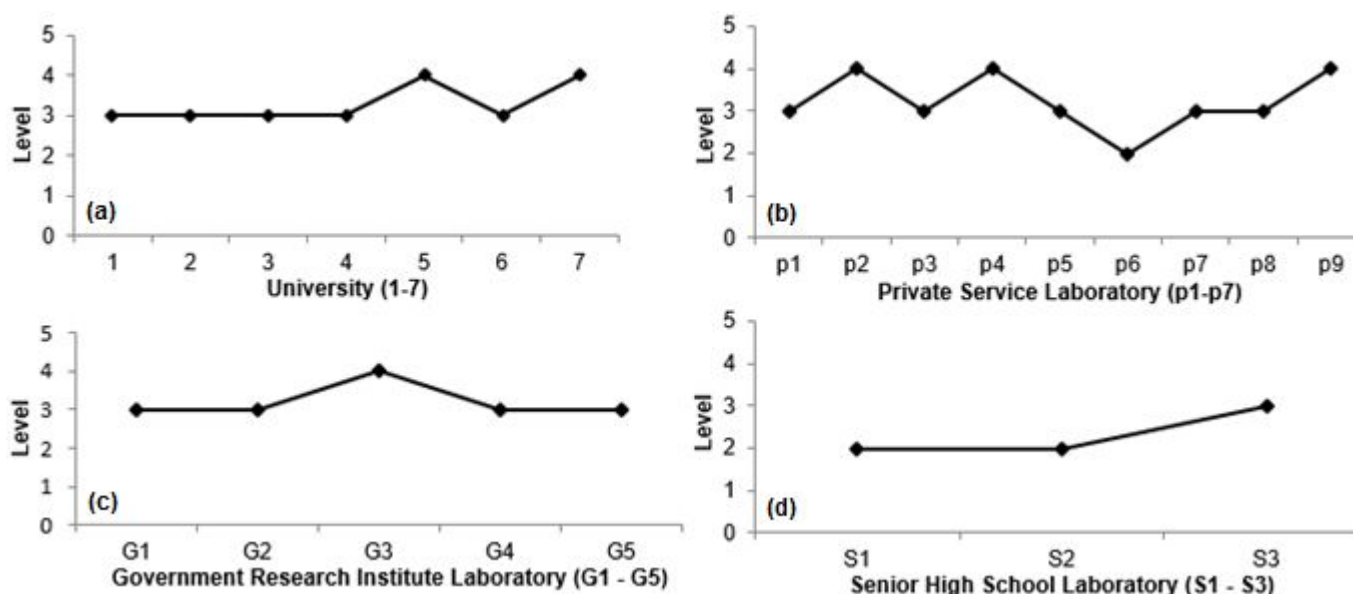 5
4
3
2
1
0
Level
(a)
1 2 3 4 5 6 7
University (1-7)
5
4
3
2
1
0
Level
(b)
p1 p2 p3 p4 p5 p6 p7 p8 p9
Private Service Laboratory (p1-p7)
5
4
3
2
1
0
Level
(c)
G1 G2 G3 G4 G5
Government Research Institute Laboratory (G1 - G5)
5
4
3
2
1
0
Level
(d)
S1 S2 S3
Senior High School Laboratory (S1 - S3)